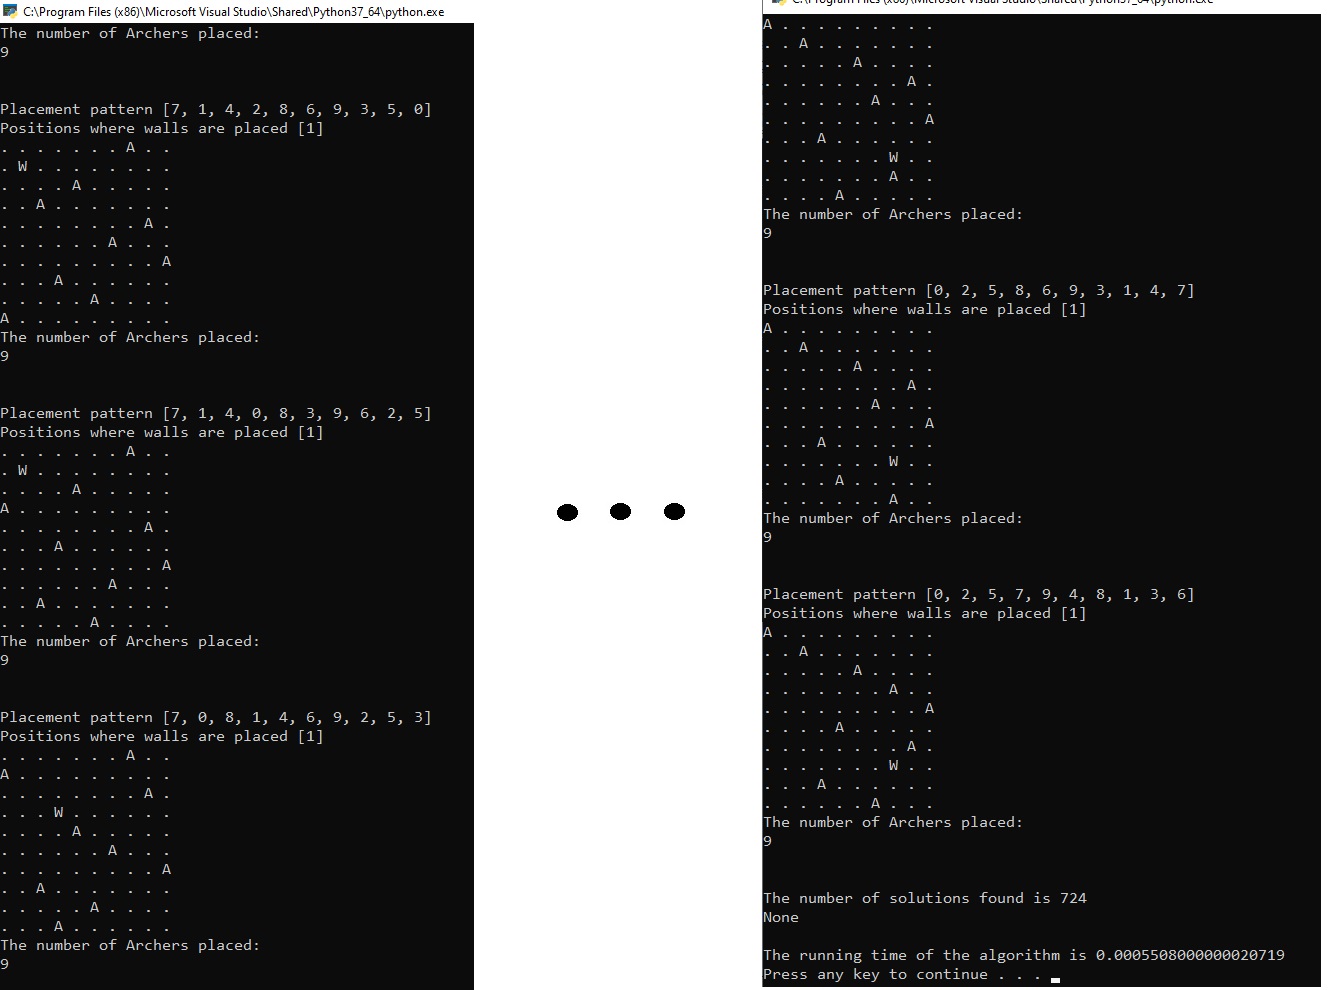 C:\Program Files (x86)\Microsoft Visual Studio\Shared\Python37_64\python.exe
The number of Archers placed:
9
Placement pattern [7, 1, 4, 2, 8, 6, 9, 3, 5, 0]
Positions where walls are placed [1]
. . . . . . . A . .
. W . . . . . . . .
. . . . A . . . . .
. . A . . . . . . .
. . . . . . . . A .
. . . . . . A . . .
. . . . . . . . . A
. . . A . . . . . .
. . . . . A . . . .
A . . . . . . . . .
The number of Archers placed:
9
Placement pattern [7, 1, 4, 0, 8, 3, 9, 6, 2, 5]
Positions where walls are placed [1]
. . . . . . . A . .
. W . . . . . . . .
. . . . A . . . . .
A . . . . . . . . .
. . . . . . . . A .
. . . A . . . . . .
. . . . . . . . . A
. . . . . . A . . .
. . A . . . . . . .
. . . . . A . . . .
The number of Archers placed:
9
Placement pattern [7, 0, 8, 1, 4, 6, 9, 2, 5, 3]
Positions where walls are placed [1]
. . . . . . . A . .
A . . . . . . . . .
. . . . . . . . A .
. . . W . . . . . .
. . . . A . . . . .
. . . . . . A . . .
. . . . . . . . . A
. . A . . . . . . .
. . . . . A . . . .
. . . A . . . . . .
The number of Archers placed:
9
A . . . . . . . . .
. . A . . . . . . .
. . . . . A . . . .
. . . . . . . . A .
. . . . . . A . . .
. . . . . . . . . A
. . . A . . . . . .
. . . . . . . W . .
. . . . . . . A . .
. . . . A . . . . .
The number of Archers placed:
9
Placement pattern [0, 2, 5, 8, 6, 9, 3, 1, 4, 7]
Positions where walls are placed [1]
A . . . . . . . . .
. . A . . . . . . .
. . . . . A . . . .
. . . . . . . . A .
. . . . . . A . . .
. . . . . . . . . A
. . . A . . . . . .
. . . . . . . W . .
. . . . A . . . . .
. . . . . . . A . .
The number of Archers placed:
9
Placement pattern [0, 2, 5, 7, 9, 4, 8, 1, 3, 6]
Positions where walls are placed [1]
A . . . . . . . . .
. . A . . . . . . .
. . . . . A . . . .
. . . . . . . A . .
. . . . . . . . . A
. . . . A . . . . .
. . . . . . . . A .
. . . . . . . W . .
. . . A . . . . . .
. . . . . . A . . .
The number of Archers placed:
9
The number of solutions found is 724
None
The running time of the algorithm is 0.0005508000000020719
Press any key to continue . . .